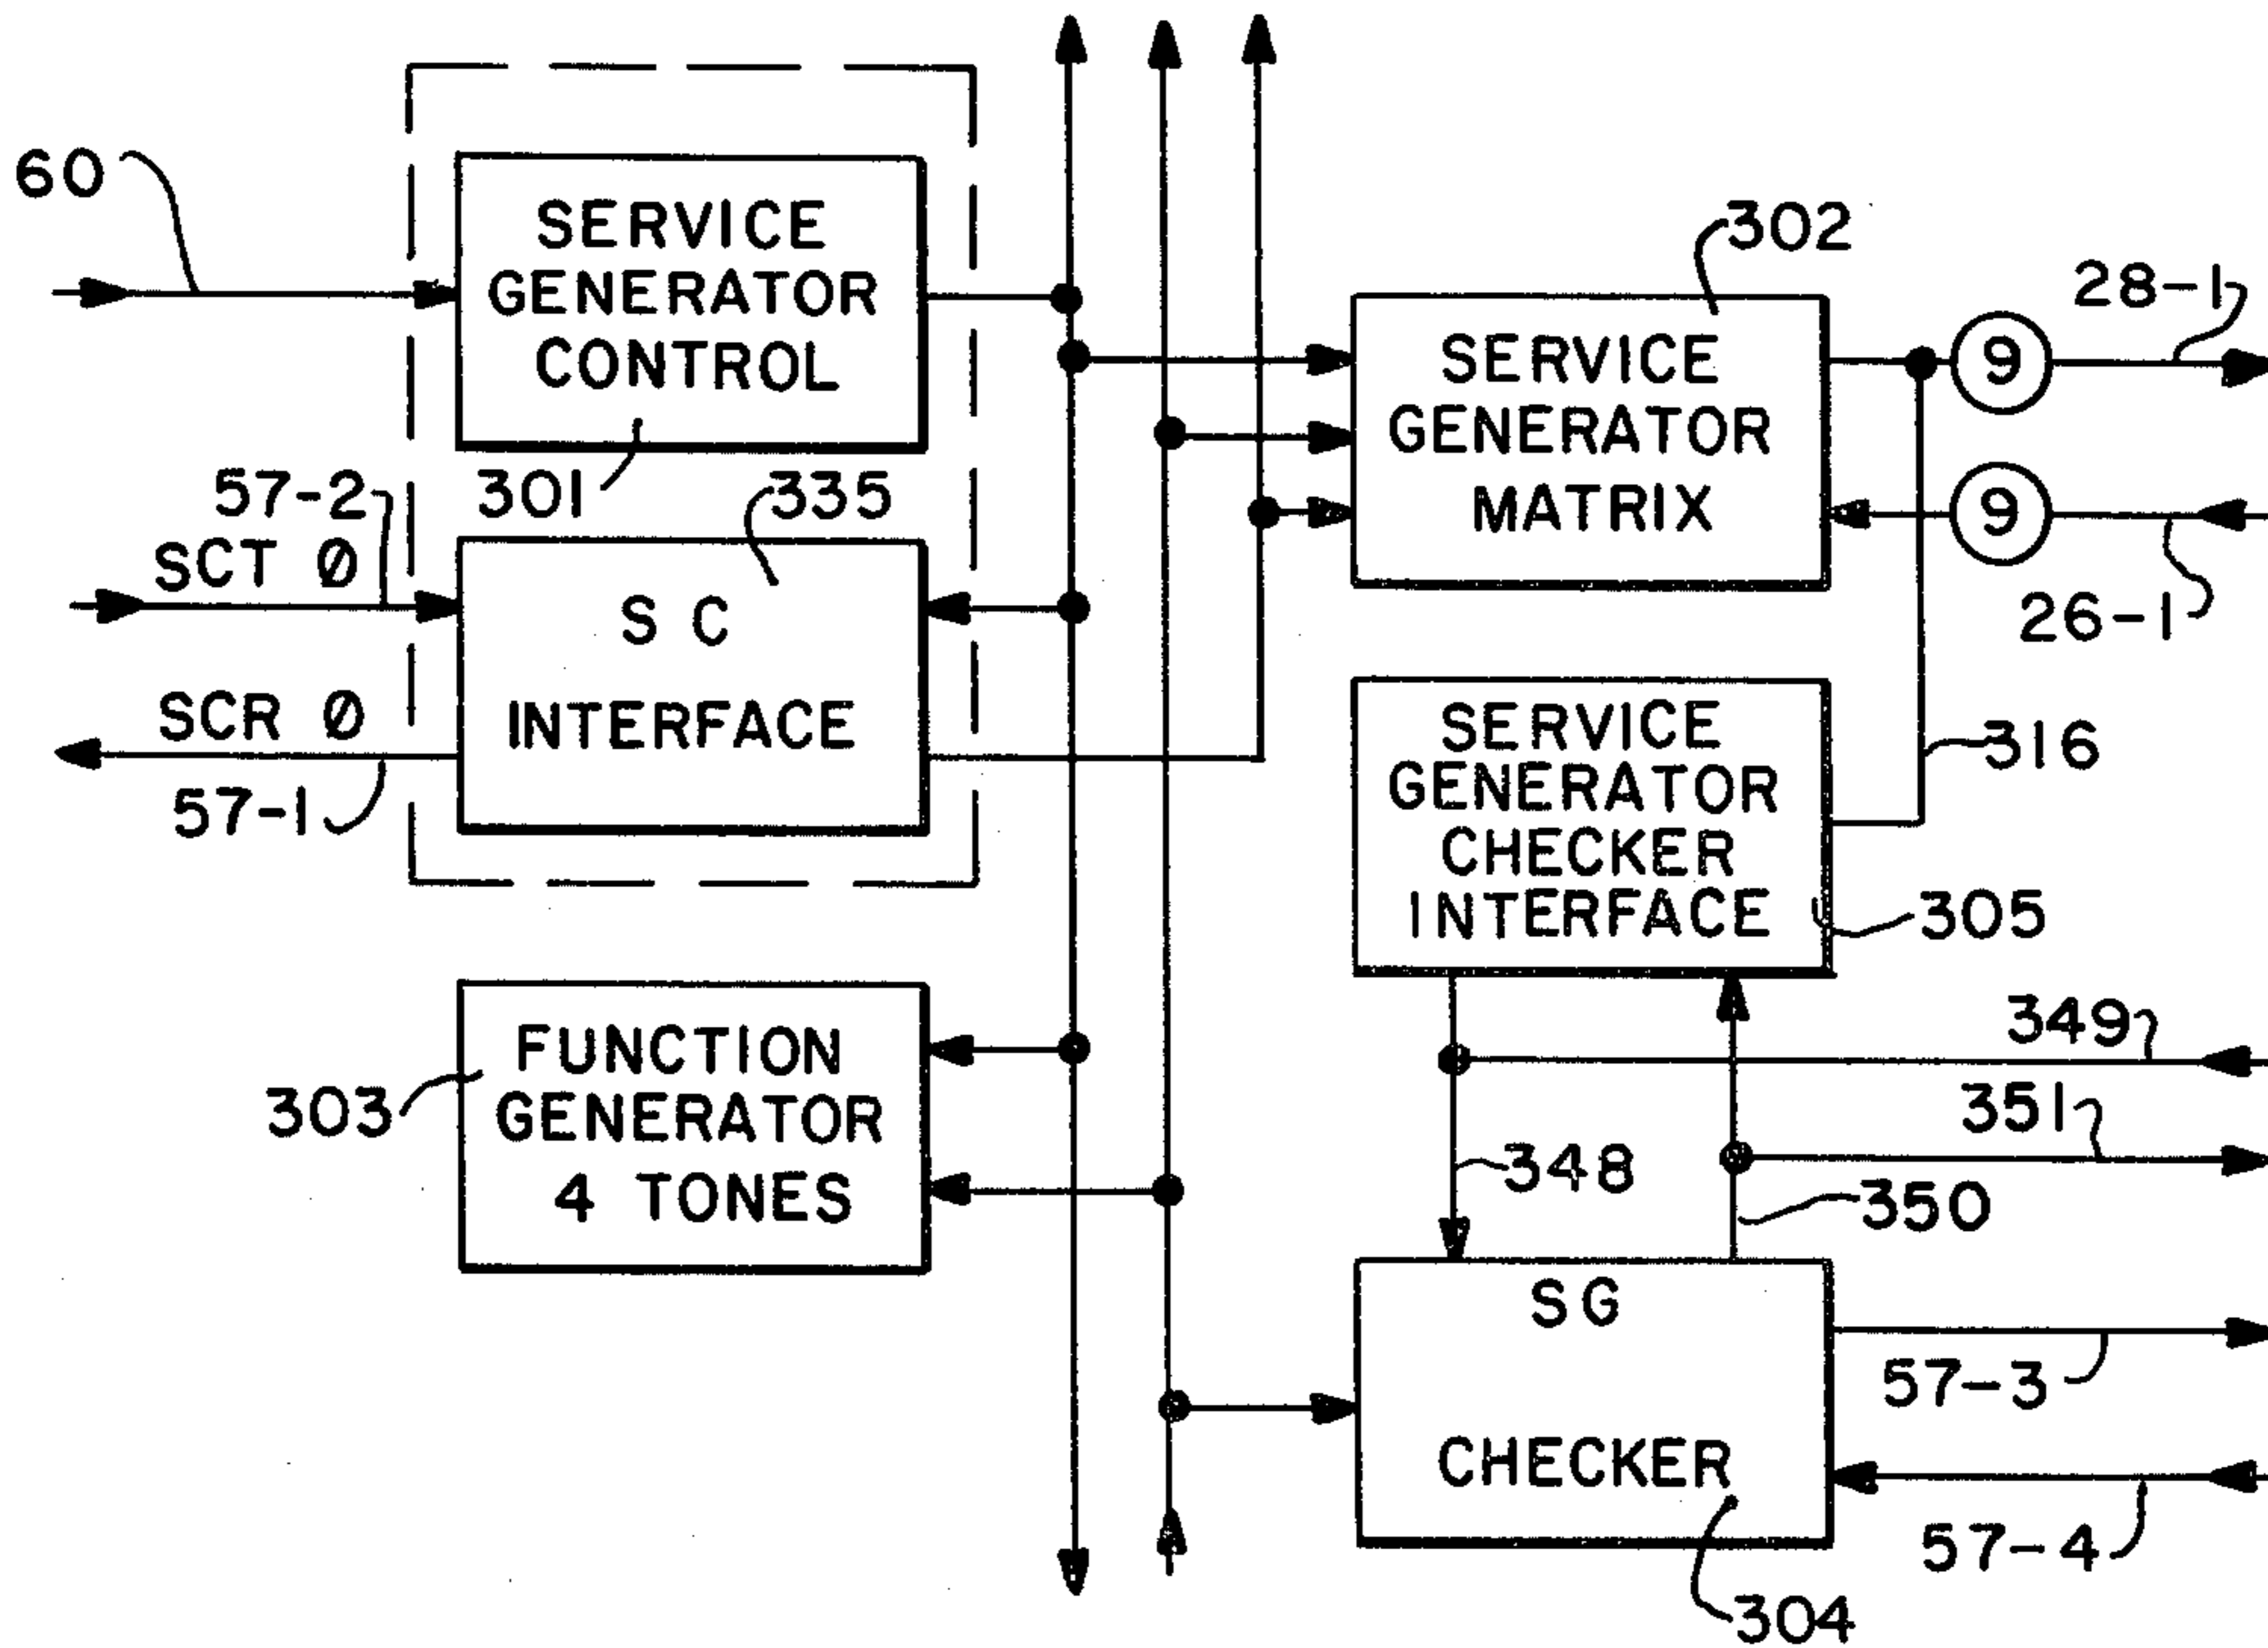 60
SERVICE
GENERATOR
CONTROL
301
335
57-2
SCT Ø
S C
INTERFACE
SCR Ø
57-1
302
SERVICE
GENERATOR
MATRIX
9
28-1
9
26-1
SERVICE
GENERATOR
CHECKER
INTERFACE
316
305
FUNCTION
GENERATOR
4 TONES
303
349
351
348
350
SG
CHECKER
57-3
57-4
304